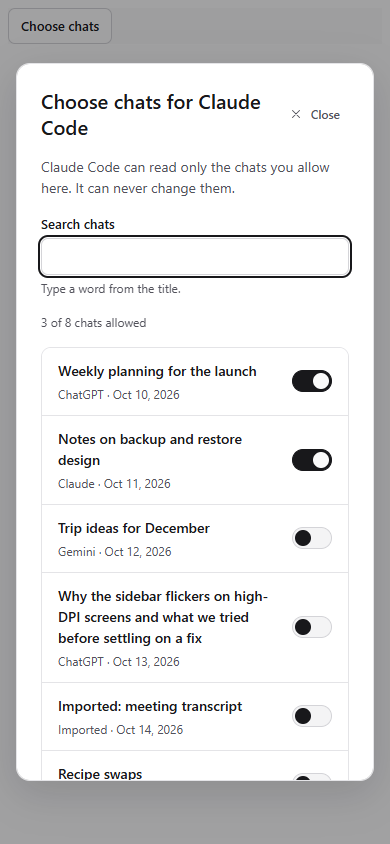 Choose chats
Choose chats for Claude
Code
Close
Claude Code can read only the chats you allow
here. It can never change them.
Search chats
Type a word from the title.
3 of 8 chats allowed
Weekly planning for the launch
ChatGPT · Oct 10, 2026
Notes on backup and restore
design
Claude · Oct 11, 2026
Trip ideas for December
Gemini · Oct 12, 2026
Why the sidebar flickers on high-
DPI screens and what we tried
before settling on a fix
ChatGPT · Oct 13, 2026
Imported: meeting transcript
Imported · Oct 14, 2026
Recipe swaps